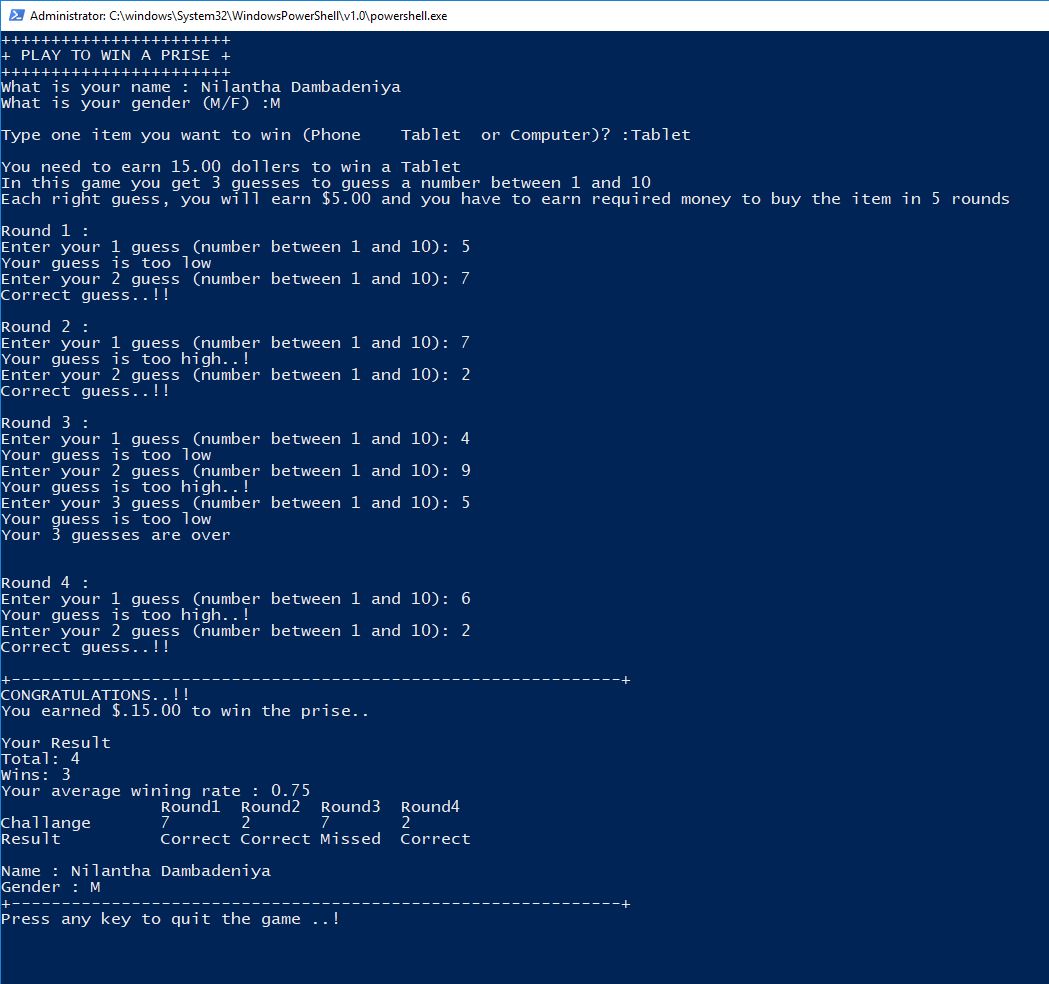 Administrator: C:\windows\System32\WindowsPowerShell\v1.0\powershell.exe
+++++++++++++++++++++++
+ PLAY TO WIN A PRISE +
+++++++++++++++++++++++
What is your name : Nilantha Dambadeniya
What is your gender (M/F) :M
Type one item you want to win (Phone    Tablet  or Computer)? :Tablet
You need to earn 15.00 dollers to win a Tablet
In this game you get 3 guesses to guess a number between 1 and 10
Each right guess, you will earn $5.00 and you have to earn required money to buy the item in 5 rounds
Round 1 :
Enter your 1 guess (number between 1 and 10): 5
Your guess is too low
Enter your 2 guess (number between 1 and 10): 7
Correct guess..!!
Round 2 :
Enter your 1 guess (number between 1 and 10): 7
Your guess is too high..!
Enter your 2 guess (number between 1 and 10): 2
Correct guess..!!
Round 3 :
Enter your 1 guess (number between 1 and 10): 4
Your guess is too low
Enter your 2 guess (number between 1 and 10): 9
Your guess is too high..!
Enter your 3 guess (number between 1 and 10): 5
Your guess is too low
Your 3 guesses are over
Round 4 :
Enter your 1 guess (number between 1 and 10): 6
Your guess is too high..!
Enter your 2 guess (number between 1 and 10): 2
Correct guess..!!
+-------------------------------------------------------------+
CONGRATULATIONS..!!
You earned $.15.00 to win the prise..
Your Result
Total: 4
Wins: 3
Your average wining rate : 0.75
                Round1  Round2  Round3  Round4
Challange       7       2       7       2
Result          Correct Correct Missed  Correct
Name : Nilantha Dambadeniya
Gender : M
+-------------------------------------------------------------+
Press any key to quit the game ..!